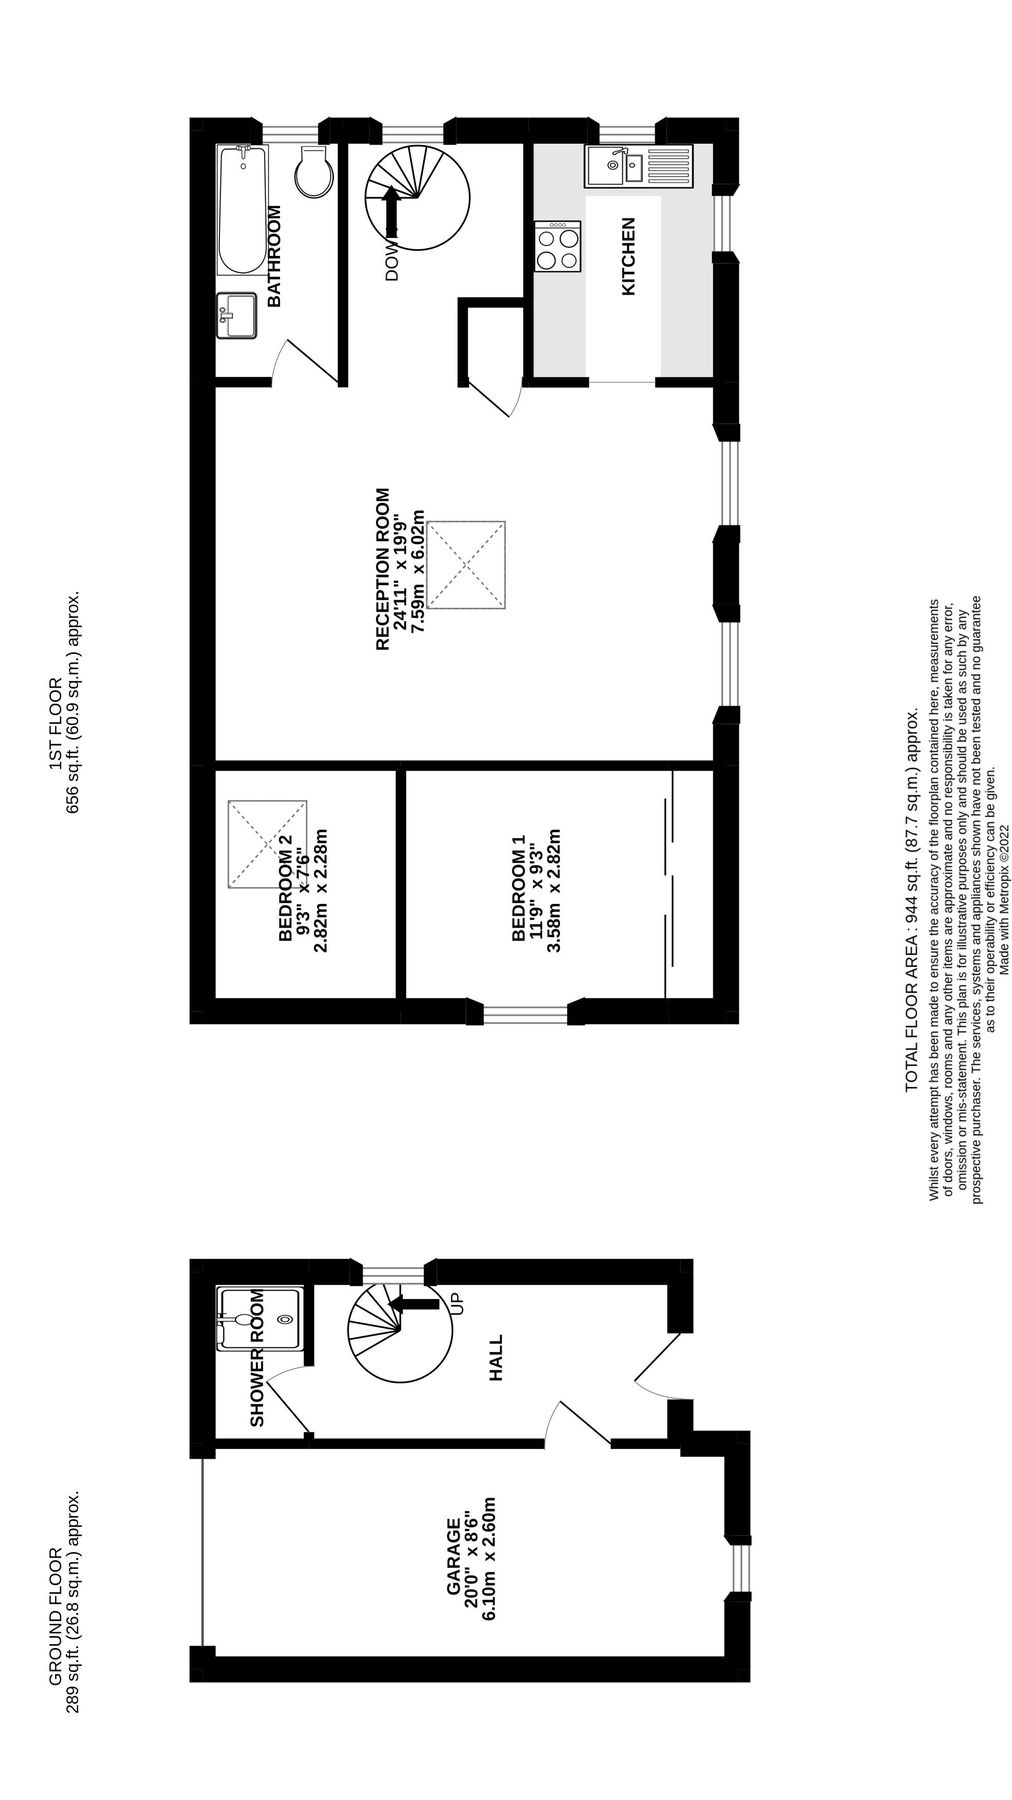 GROUND FLOOR
289 sq.ft. (26.8 sq.m.) approx.
1ST FLOOR
656 sq.ft. (60.9 sq.m.) approx.
SHOWER ROOM
UP
HALL
GARAGE
20'0" x 8'6"
6.10m x 2.60m
BEDROOM 2
9'3" x 7'6"
2.82m x 2.28m
BEDROOM 1
11'9" x 9'3"
3.58m x 2.82m
RECEPTION ROOM
24'11" x 19'9"
7.59m x 6.02m
BATHROOM
DOW
KITCHEN
TOTAL FLOOR AREA : 944 sq.ft. (87.7 sq.m.) approx.
Whilst every attempt has been made to ensure the accuracy of the floorplan contained here, measurements
of doors, windows, rooms and any other items are approximate and no responsibility is taken for any error,
omission or mis-statement. This plan is for illustrative purposes only and should be used as such by any
prospective purchaser. The services, systems and appliances shown have not been tested and no guarantee
as to their operability or efficiency can be given.
Made with Metropix ©2022